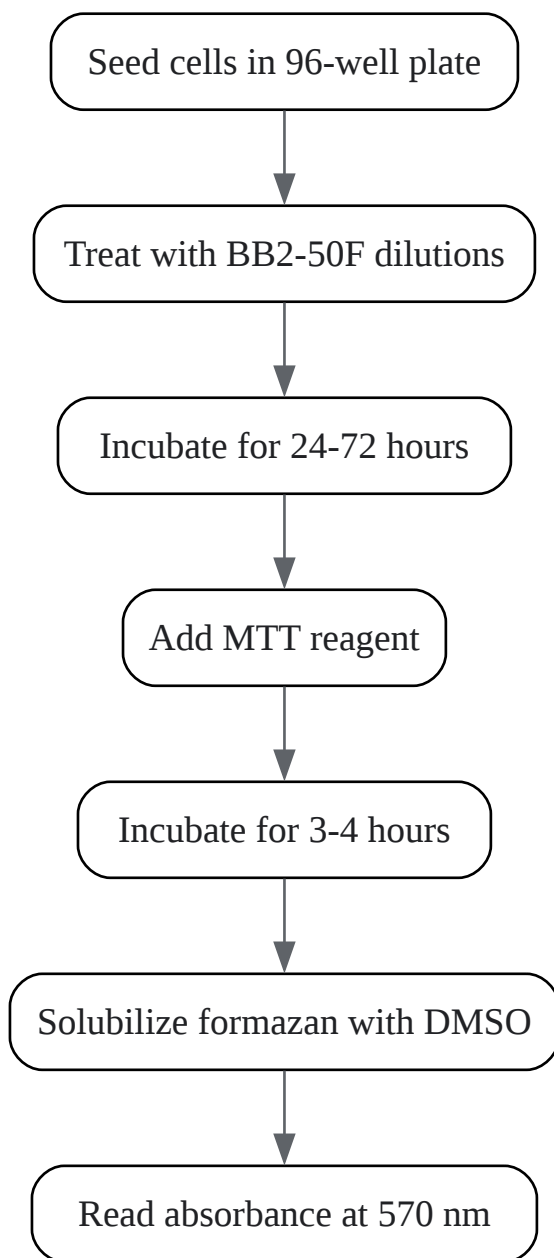 Seed cells in 96-well plate
Treat with BB2-50F dilutions
Incubate for 24-72 hours
Add MTT reagent
Incubate for 3-4 hours
Solubilize formazan with DMSO
Read absorbance at 570 nm